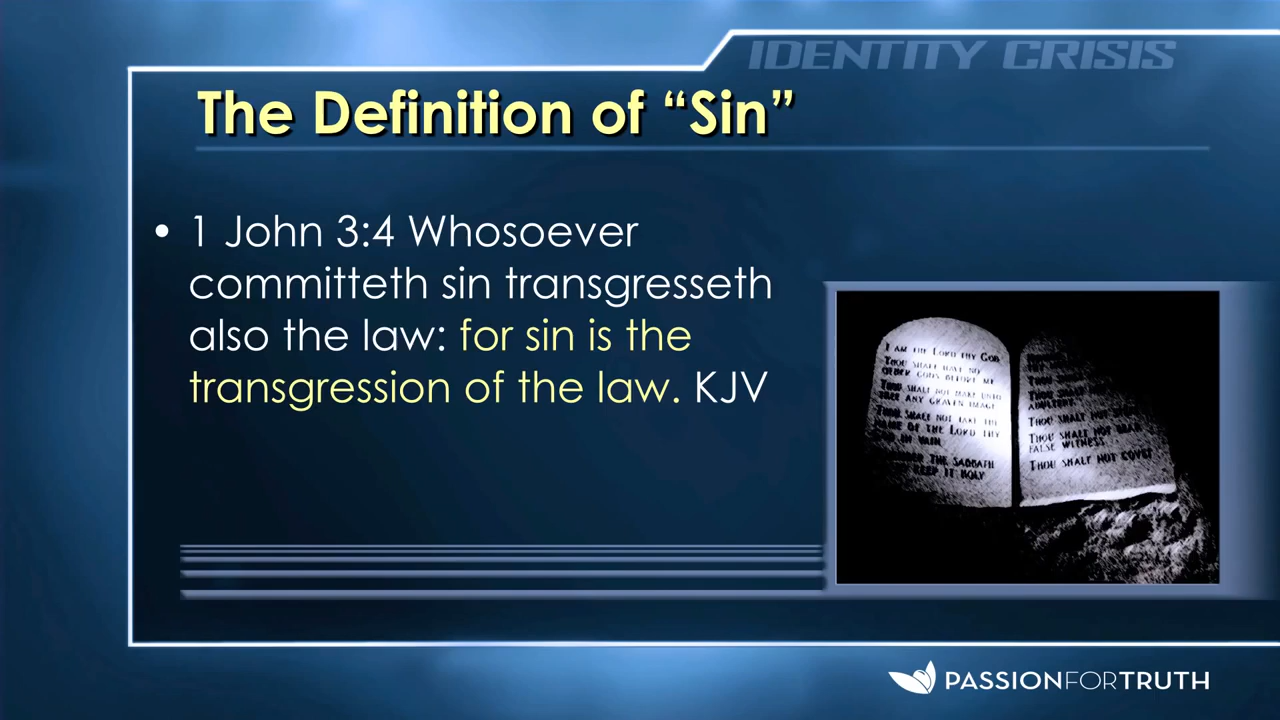 IDENTITY CRISIS
The Definition of “Sin”
• 1 John 3:4 Whosoever
committeth sin transgresseth
also the law: for sin is the
transgression of the law. KJV
I AM THE LORD THY GOD
THOU SHALT HAVE NO
OTHER GODS BEFORE ME
THOU SHALT NOT MAKE UNTO
THEE ANY GRAVEN IMAGE
THOU SHALT NOT TAKE THE
NAME OF THE LORD THY
IN VAIN
THE SABBATH
KEEP IT HOLY
THOU SHALT NOT
THOU SHALT NOT BEAR
FALSE WITNESS
THOU SHALT NOT COVET
PASSIONFORTRUTH